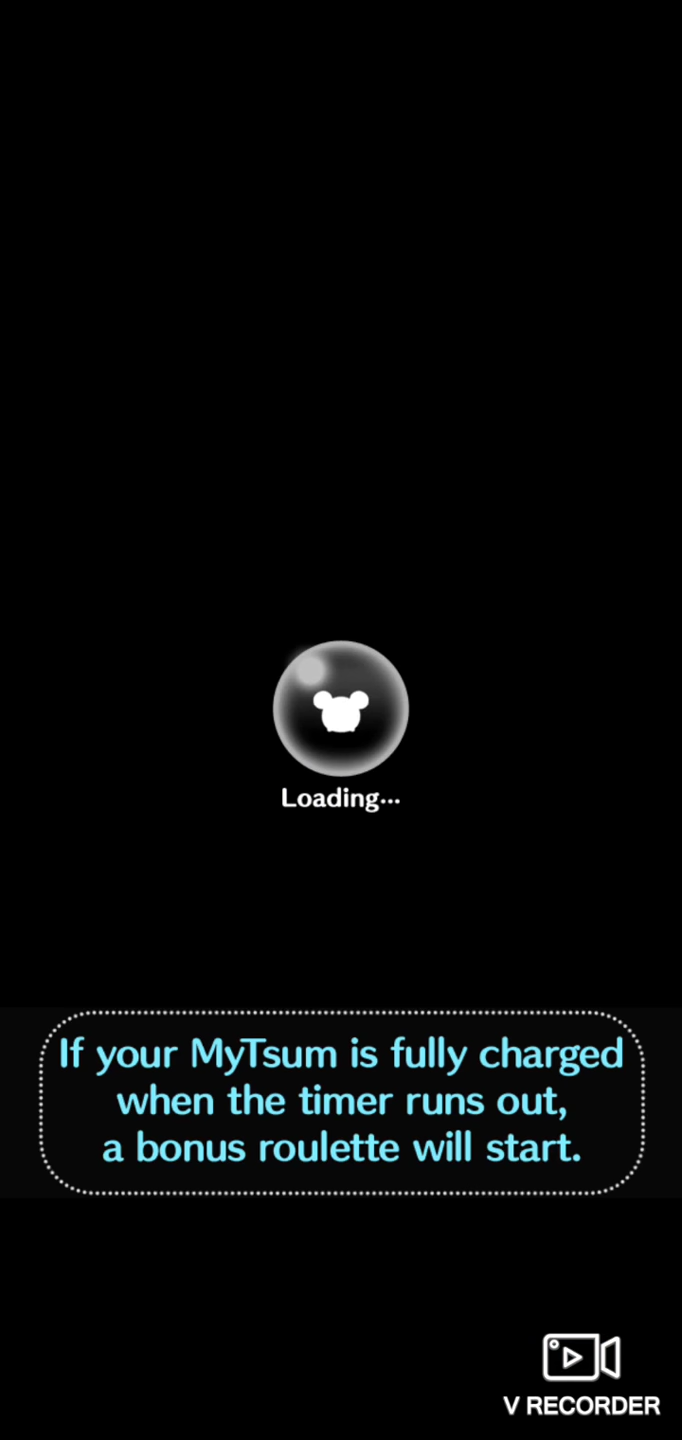 Loading…
If your MyTsum is fully charged
when the timer runs out,
a bonus roulette will start.
V RECORDER